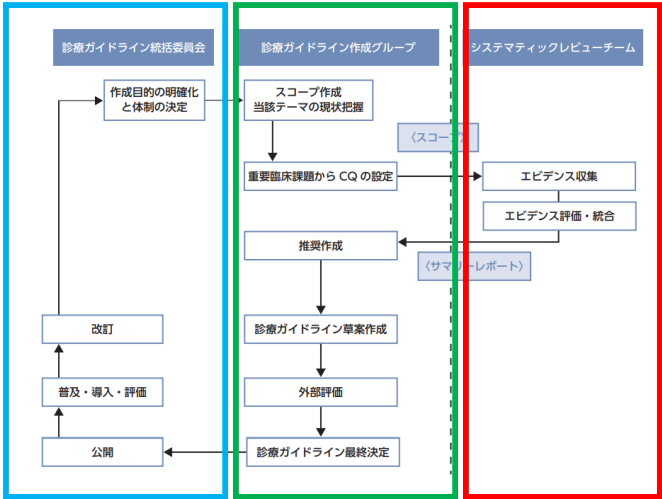 診療ガイドライン統括委員会
診療ガイドライン作成グループ
システマティックレビューチーム
作成目的の明確化
と体制の決定
スコープ作成
当該テーマの現状把握
〈スコープ〉
重要臨床課題から CQ の設定
エビデンス収集
エビデンス評価・統合
推奨作成
〈サマリーレポート〉
診療ガイドライン草案作成
外部評価
診療ガイドライン最終決定
改訂
普及・導入・評価
公開